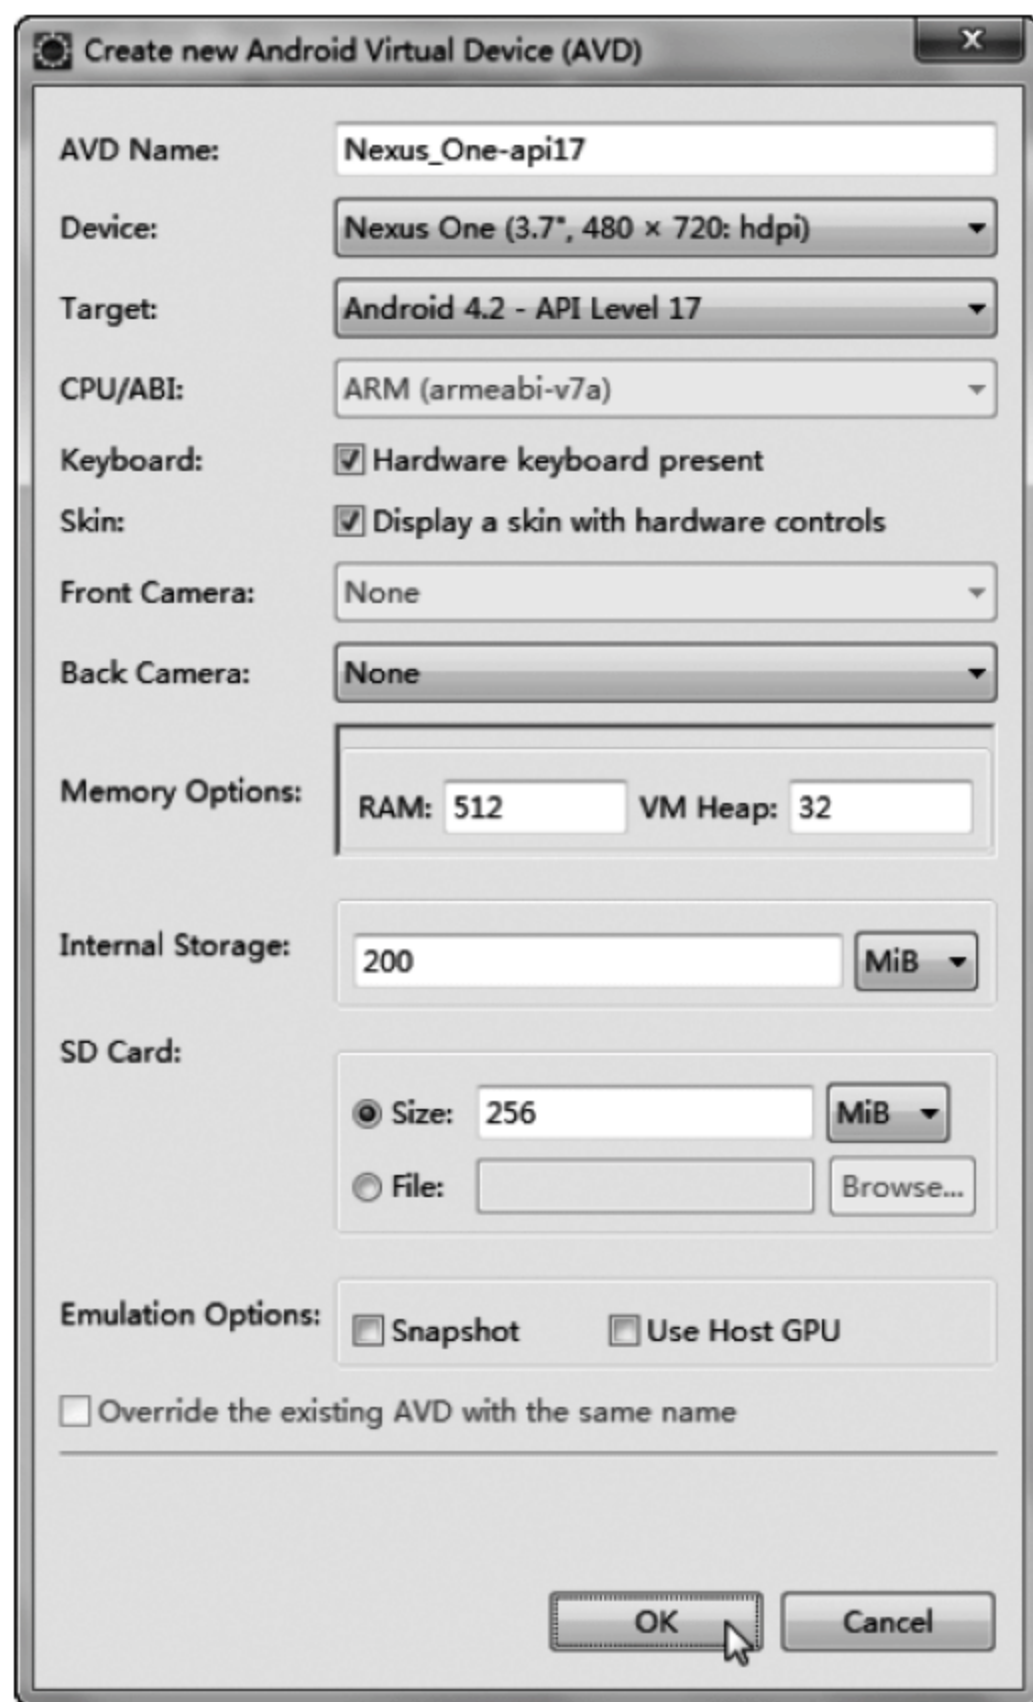 Create new Android Virtual Device (AVD)
x
AVD Name: Nexus_One-api17
Device: Nexus One (3.7", 480 × 720: hdpi)
Target: Android 4.2 - API Level 17
CPU/ABI: ARM (armeabi-v7a)
Keyboard: Hardware keyboard present
Skin: Display a skin with hardware controls
Front Camera: None
Back Camera: None
Memory Options: RAM: 512 VM Heap: 32
Internal Storage: 200 MiB
SD Card:
Size: 256 MiB
File: Browse...
Emulation Options: Snapshot Use Host GPU
Override the existing AVD with the same name
OK Cancel